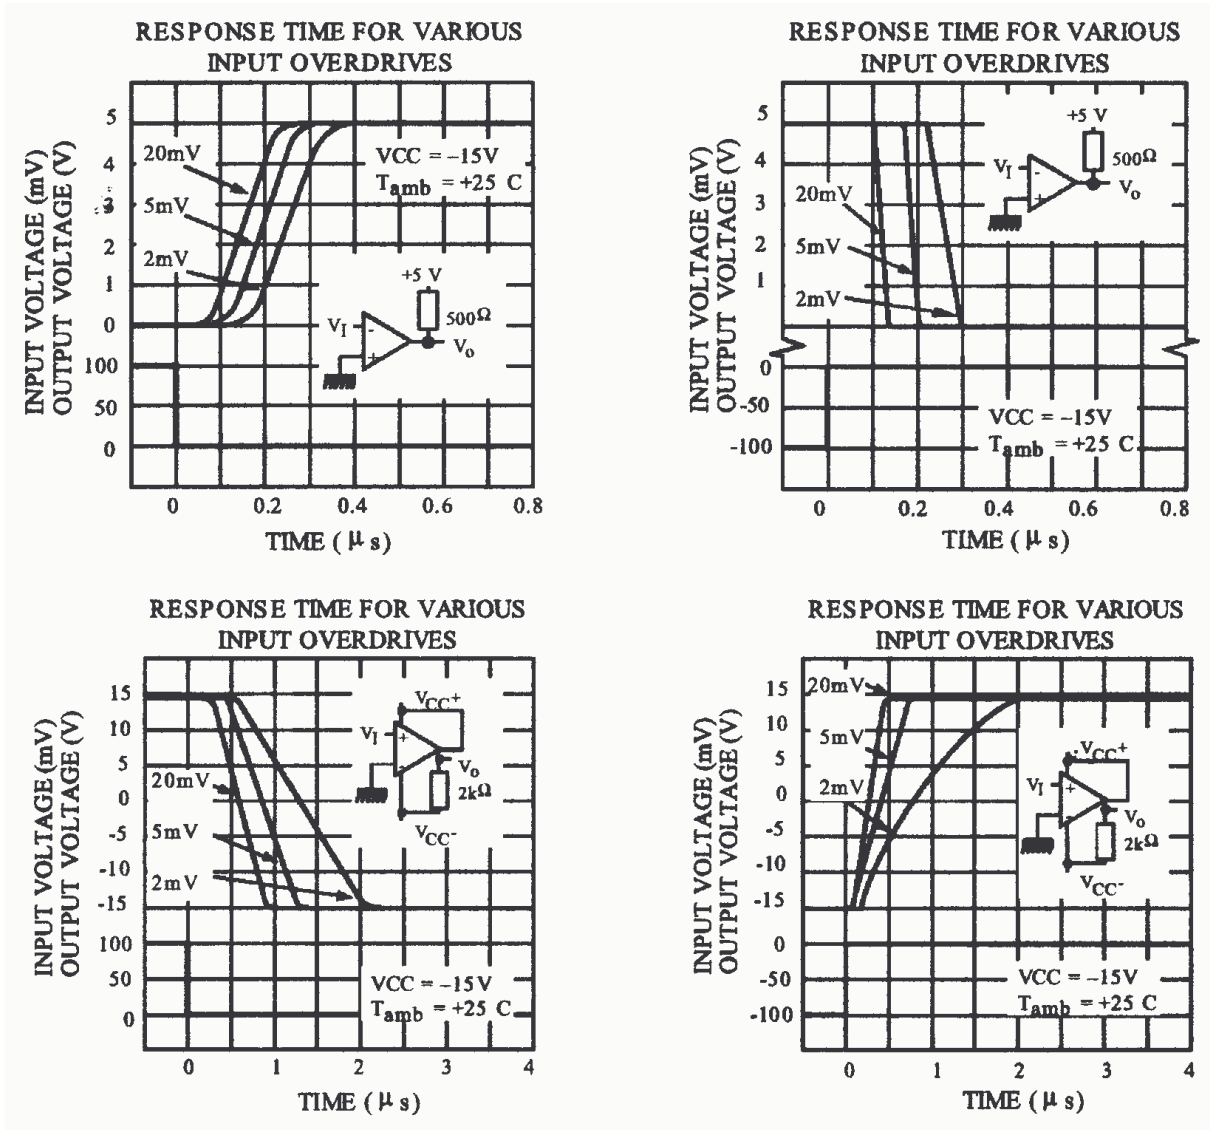 RESPONSE TIME FOR VARIOUS
INPUT OVERDRIVES
INPUT VOLTAGE (mV)
OUTPUT VOLTAGE (V)
5
4
3
2
1
0
100
50
0
20mV
5mV
2mV
VCC = –15V
Tamb = +25 C
+5 V
500Ω
VI
-
+
Vo
0
0.2
0.4
0.6
0.8
TIME ( μ s)
RESPONSE TIME FOR VARIOUS
INPUT OVERDRIVES
INPUT VOLTAGE (mV)
OUTPUT VOLTAGE (V)
5
4
3
2
1
0
-50
-100
20mV
5mV
2mV
+5 V
500Ω
VI
-
+
Vo
VCC = –15V
Tamb = +25 C
0
0.2
0.4
0.6
0.8
TIME ( μ s)
RESPONSE TIME FOR VARIOUS
INPUT OVERDRIVES
INPUT VOLTAGE (mV)
OUTPUT VOLTAGE (V)
15
10
5
0
-5
-10
-15
100
50
0
20mV
5mV
2mV
VCC+
VI
+
-
Vo
2kΩ
VCC-
VCC = –15V
Tamb = +25 C
0
1
2
3
4
TIME ( μ s)
RESPONSE TIME FOR VARIOUS
INPUT OVERDRIVES
INPUT VOLTAGE (mV)
OUTPUT VOLTAGE (V)
15
10
5
0
-5
-10
-15
0
-50
-100
20mV
5mV
2mV
VCC+
VI
+
-
Vo
2kΩ
VCC-
VCC = –15V
Tamb = +25 C
0
1
2
3
4
TIME ( μ s)